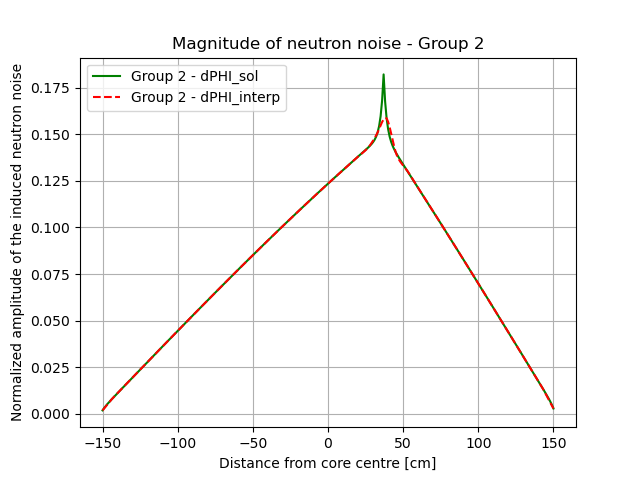 Magnitude of neutron noise - Group 2
Normalized amplitude of the induced neutron noise
0.175
0.150
0.125
0.100
0.075
0.050
0.025
0.000
Group 2 - dPHI_sol
Group 2 - dPHI_interp
−150 −100 −50 0 50 100 150
Distance from core centre [cm]